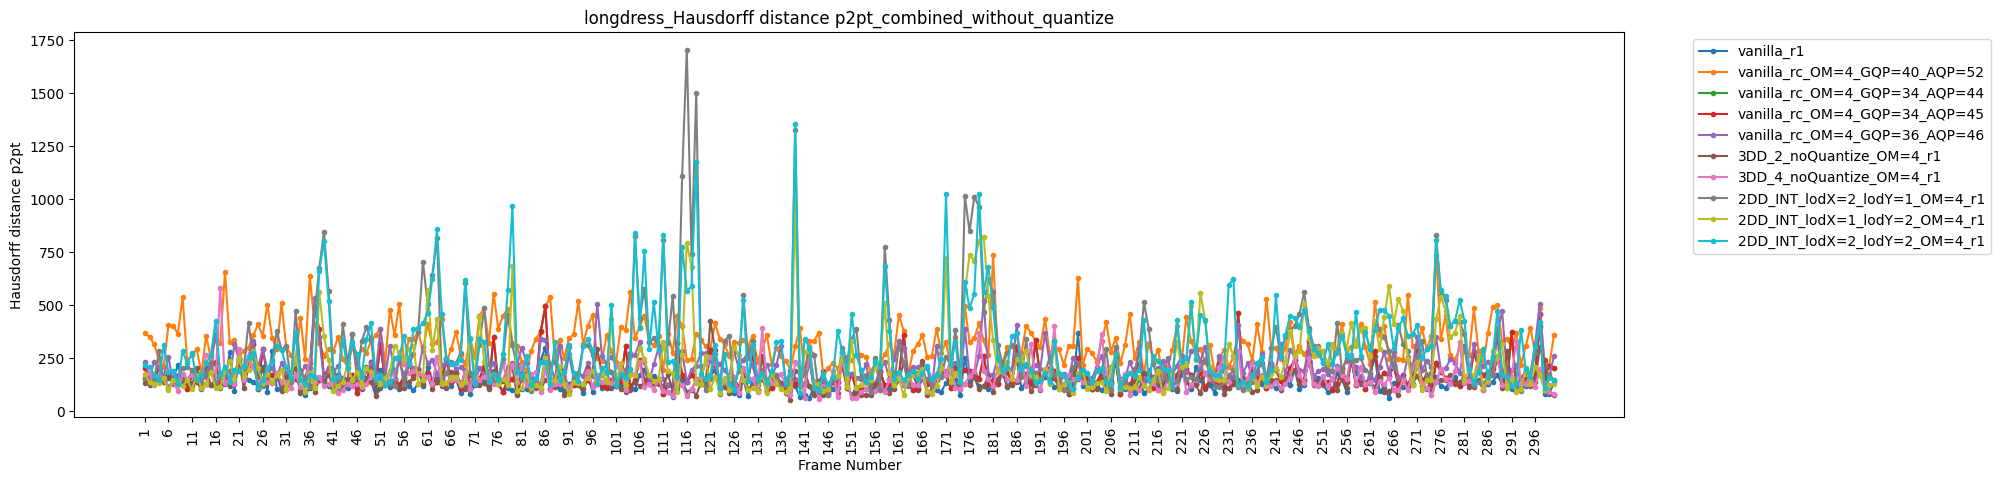 longdress_Hausdorff distance p2pt_combined_without_quantize
Hausdorff distance p2pt
1750
1500
1250
1000
750
500
250
0
1 6 11 16 21 26 31 36 41 46 51 56 61 66 71 76 81 86 91 96 101 106 111 116 121 126 131 136 141 146 151 156 161 166 171 176 181 186 191 196 201 206 211 216 221 226 231 236 241 246 251 256 261 266 271 276 281 286 291 296
Frame Number
vanilla_r1
vanilla_rc_OM=4_GQP=40_AQP=52
vanilla_rc_OM=4_GQP=34_AQP=44
vanilla_rc_OM=4_GQP=34_AQP=45
vanilla_rc_OM=4_GQP=36_AQP=46
3DD_2_noQuantize_OM=4_r1
3DD_4_noQuantize_OM=4_r1
2DD_INT_lodX=2_lodY=1_OM=4_r1
2DD_INT_lodX=1_lodY=2_OM=4_r1
2DD_INT_lodX=2_lodY=2_OM=4_r1